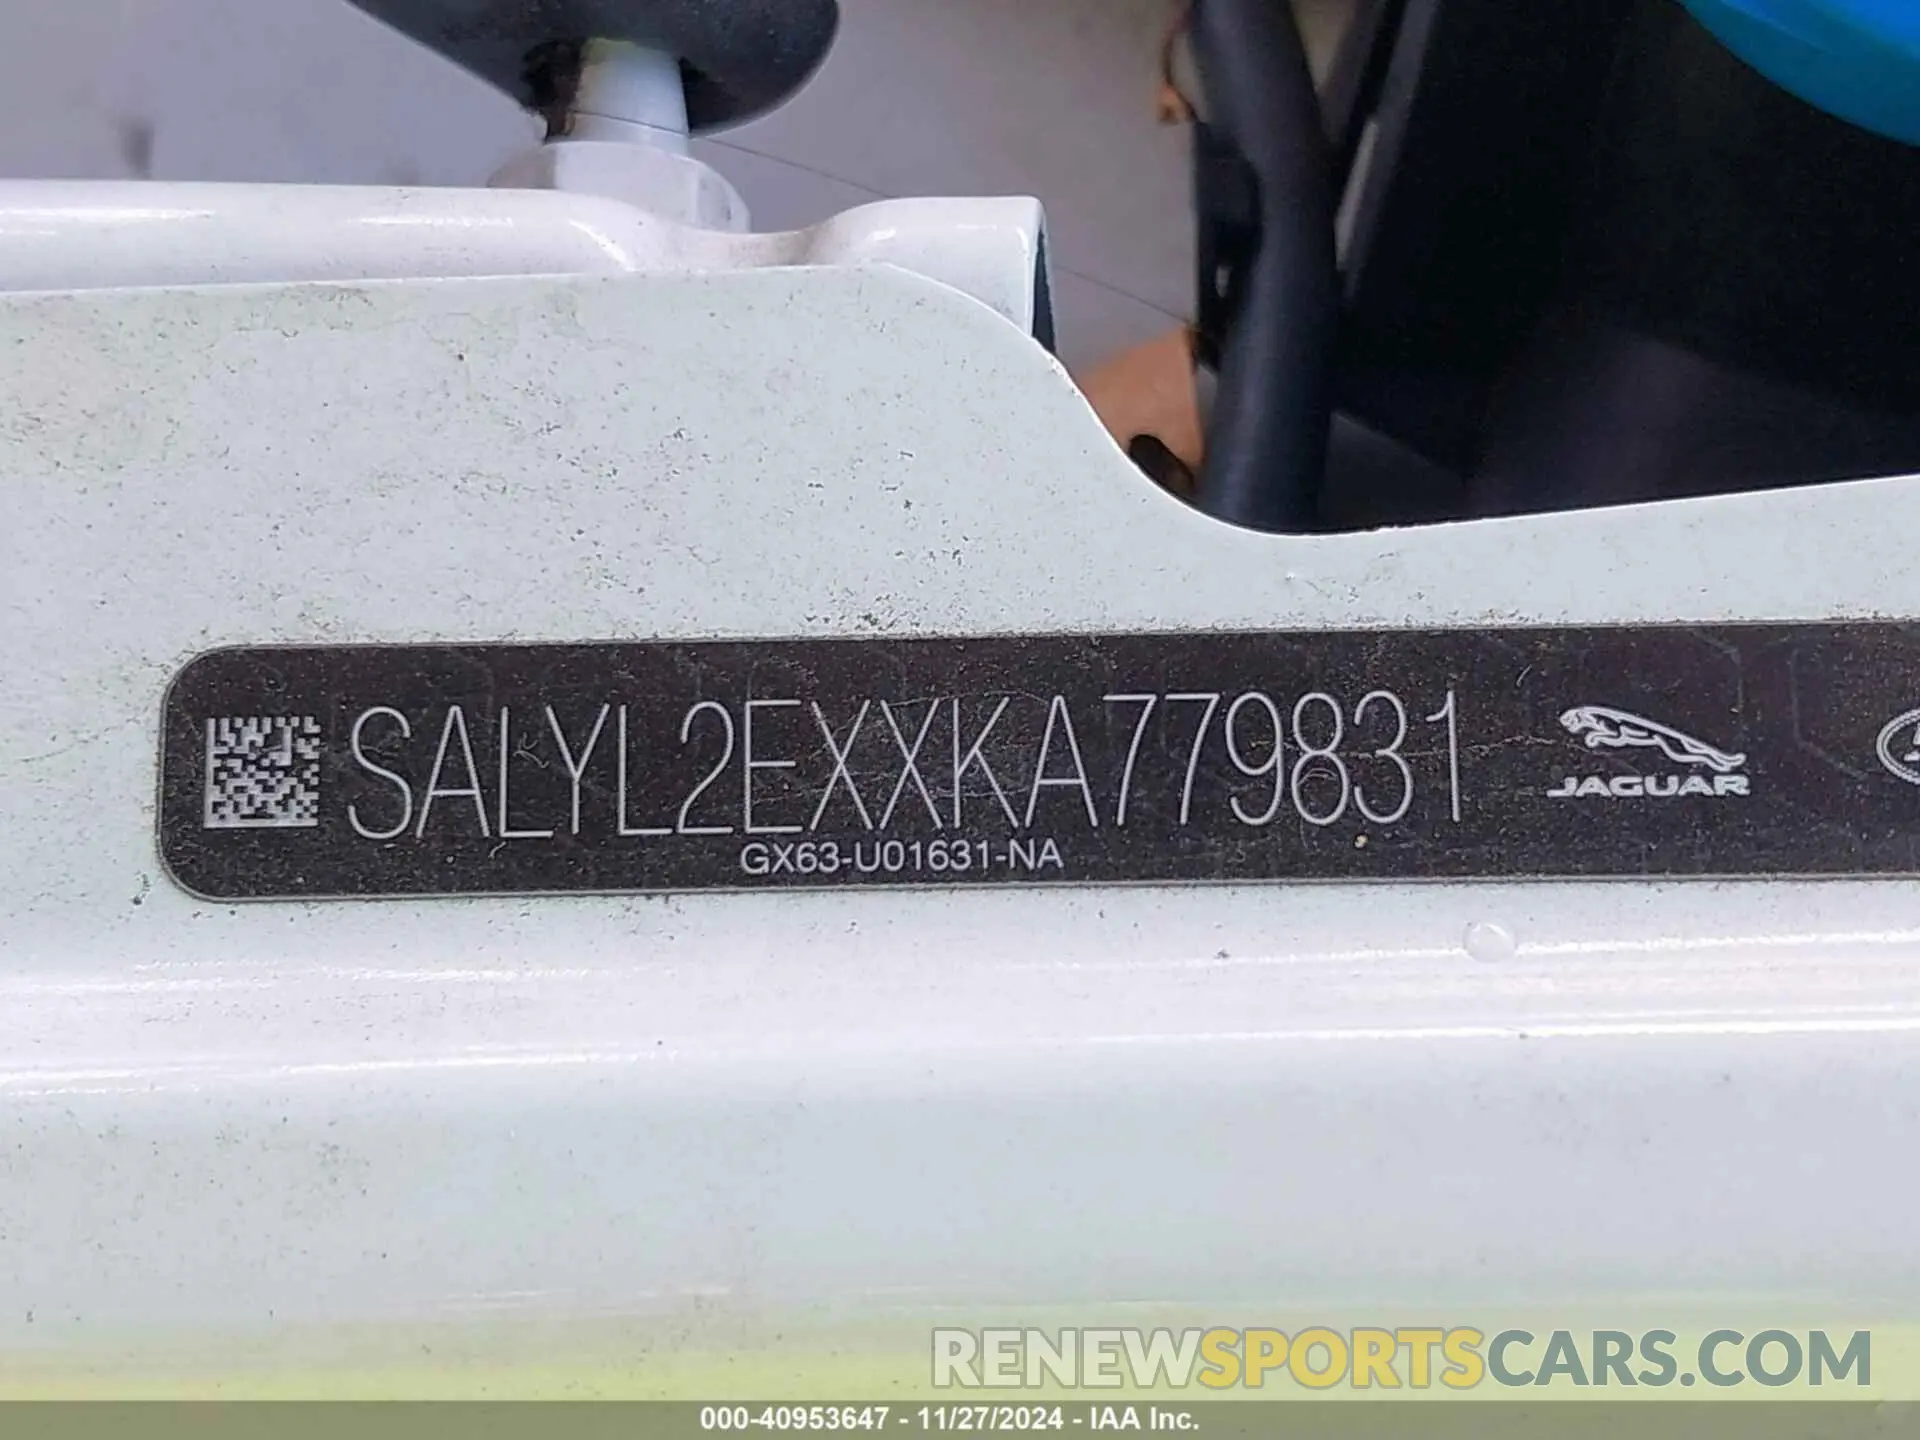 SALYL2EXXKA779831
JAGUAR
GX63-U01631-NA
RENEWSPORTSCARS.COM
000-40953647 - 11/27/2024 - IAA Inc.